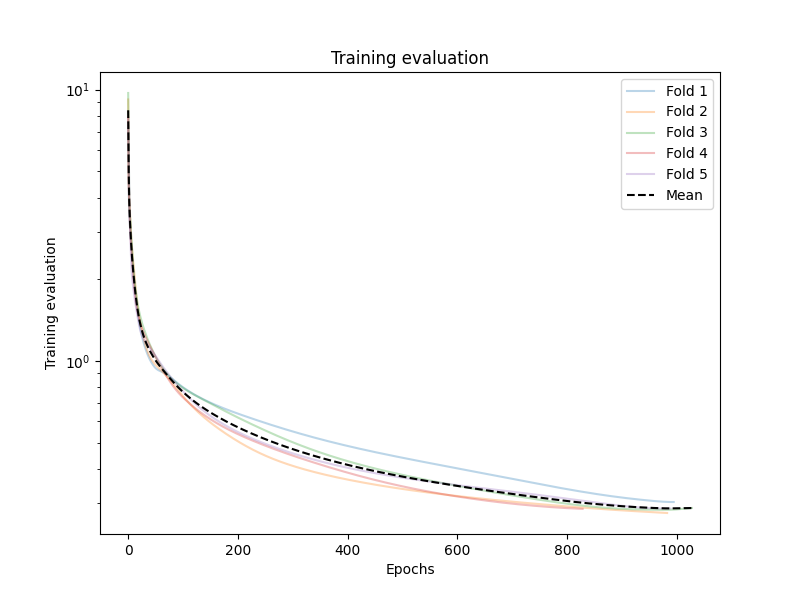 Training evaluation
Training evaluation
10¹
10⁰
0 200 400 600 800 1000
Epochs
Fold 1
Fold 2
Fold 3
Fold 4
Fold 5
Mean